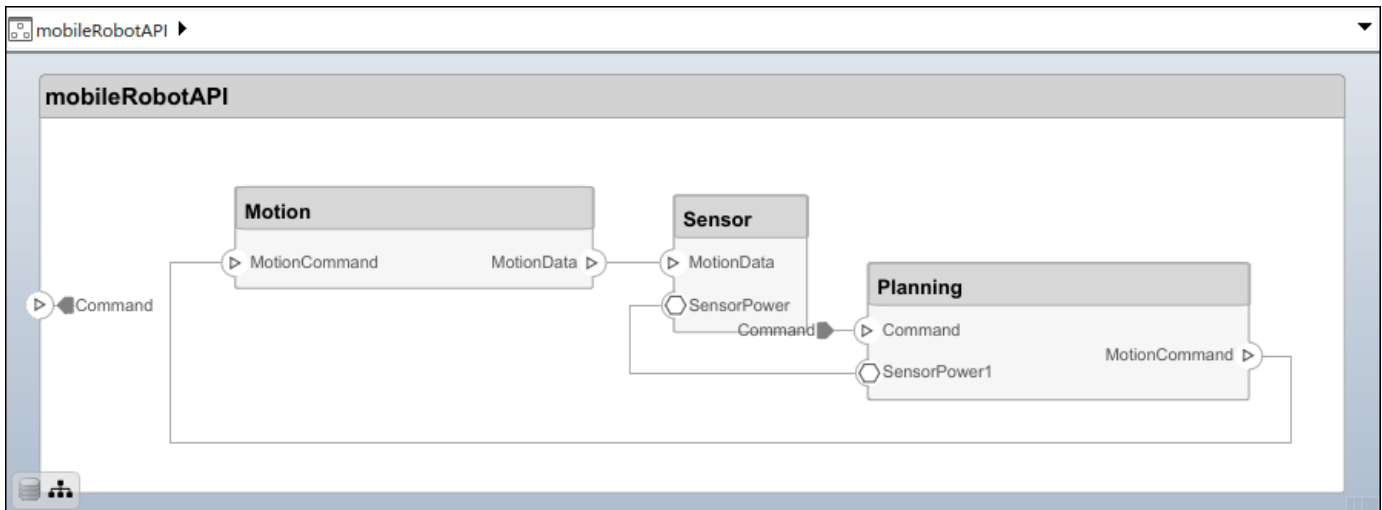 mobileRobotAPI
mobileRobotAPI
Motion
MotionCommand MotionData
Sensor
MotionData
SensorPower
Command
Planning
Command Command
MotionCommand
SensorPower1